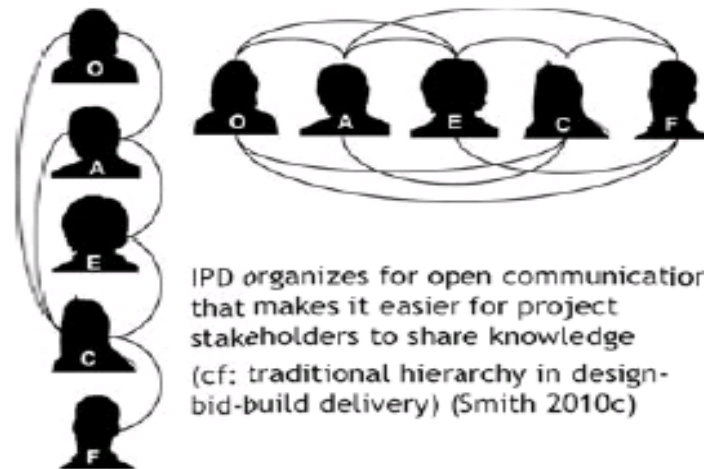 O
A
E
C
F
O
A
E
C
F
IPD organizes for open communication
that makes it easier for project
stakeholders to share knowledge
(cf: traditional hierarchy in design-
bid-build delivery) (Smith 2010c)